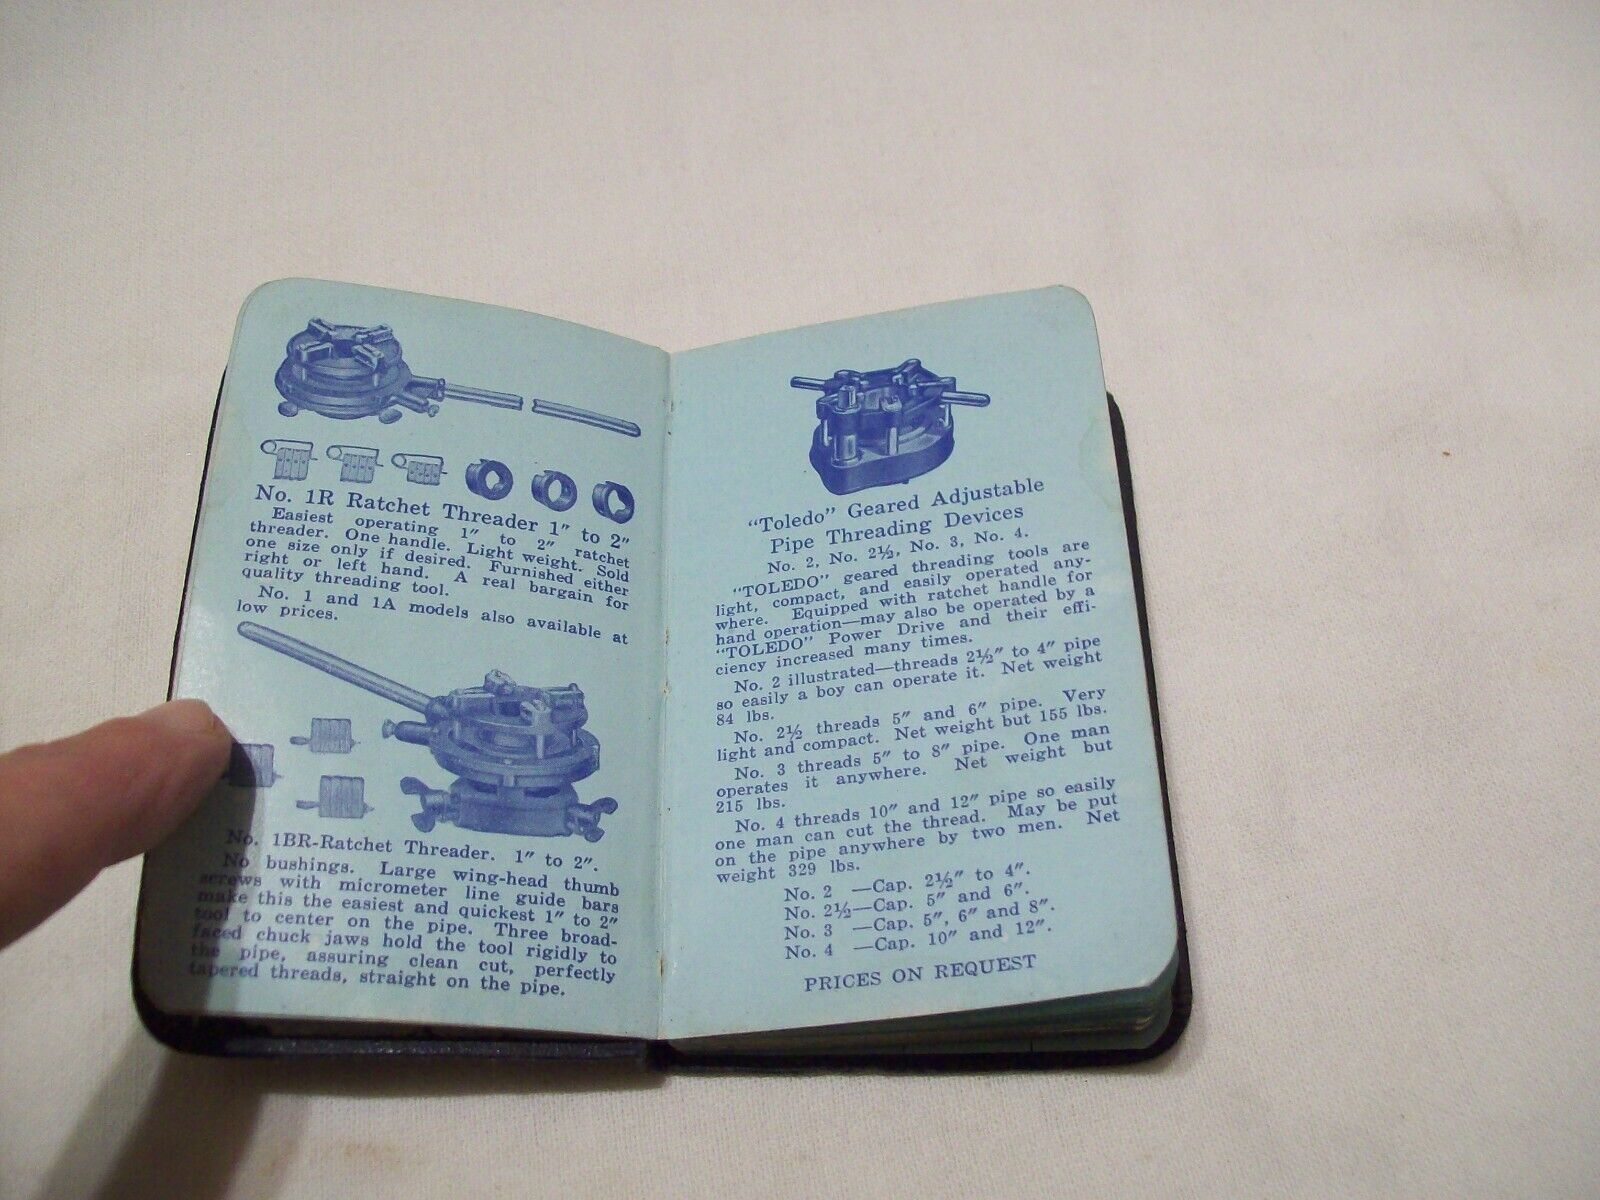 No. 1R Ratchet Threader 1" to 2"
Easiest operating 1" to 2" ratchet
threader. One handle. Light weight. Sold
one size only if desired. Furnished either
right or left hand. A real bargain for
quality threading tool.
No. 1 and 1A models also available at
low prices.
No. 1BR-Ratchet Threader. 1" to 2".
No bushings. Large wing-head thumb
screws with micrometer line guide bars
make this the easiest and quickest 1" to 2"
tool to center on the pipe. Three broad-
faced chuck jaws hold the tool rigidly to
the pipe, assuring clean cut, perfectly
tapered threads, straight on the pipe.
"Toledo" Geared Adjustable
Pipe Threading Devices
No. 2, No. 2½, No. 3, No. 4.
"TOLEDO" geared threading tools are
light, compact, and easily operated any-
where. Equipped with ratchet handle for
hand operation—may also be operated by a
"TOLEDO" Power Drive and their effi-
ciency increased many times.
No. 2 illustrated—threads 2½" to 4" pipe
so easily a boy can operate it. Net weight
84 lbs.
No. 2½ threads 5" and 6" pipe. Very
light and compact. Net weight but 155 lbs.
No. 3 threads 5" to 8" pipe. One man
operates it anywhere. Net weight but
215 lbs.
No. 4 threads 10" and 12" pipe so easily
one man can cut the thread. May be put
on the pipe anywhere by two men. Net
weight 329 lbs.
No. 2 —Cap. 2½" to 4".
No. 2½—Cap. 5" and 6".
No. 3 —Cap. 5", 6" and 8".
No. 4 —Cap. 10" and 12".
PRICES ON REQUEST